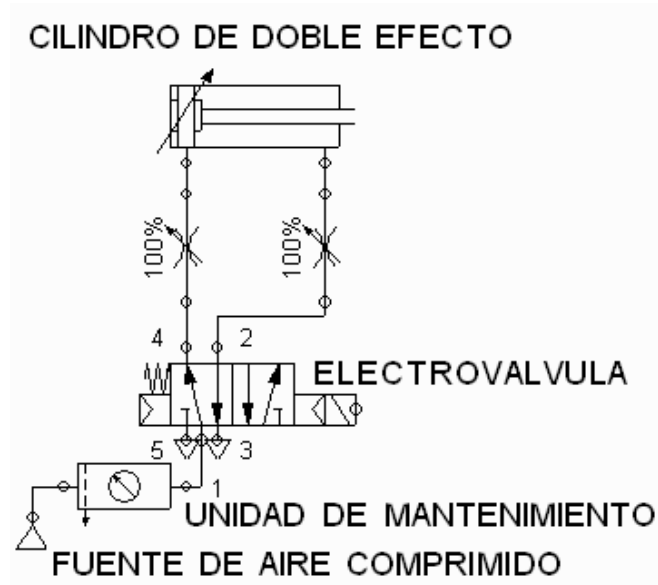 CILINDRO DE DOBLE EFECTO
100% 100%
4 2
ELECTROVALVULA
5 3
1
UNIDAD DE MANTENIMIENTO
FUENTE DE AIRE COMPRIMIDO